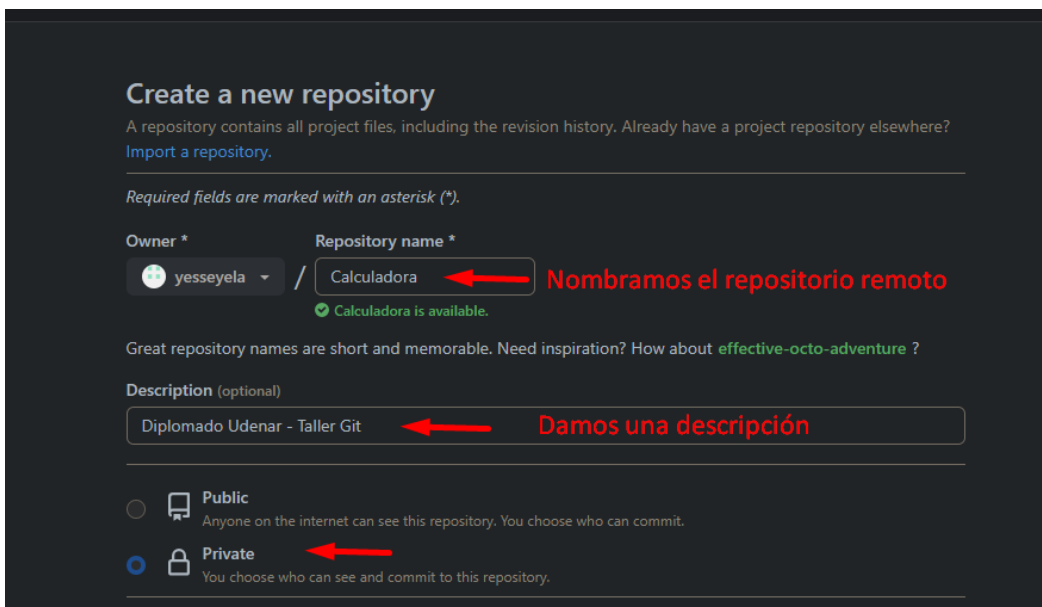 Create a new repository
A repository contains all project files, including the revision history. Already have a project repository elsewhere?
Import a repository.
Required fields are marked with an asterisk (*).
Owner * Repository name *
yesseyela / Calculadora Nombramos el repositorio remoto
Calculadora is available.
Great repository names are short and memorable. Need inspiration? How about effective-octo-adventure ?
Description (optional)
Diplomado Udenar - Taller Git Damos una descripción
Public
Anyone on the internet can see this repository. You choose who can commit.
Private
You choose who can see and commit to this repository.